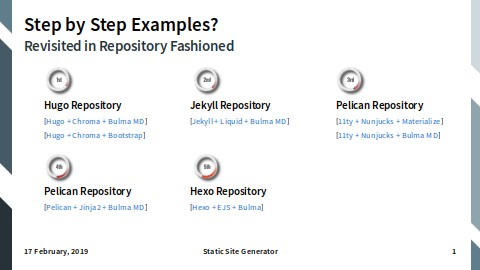 Step by Step Examples?
Revisited in Repository Fashioned
1st
2nd
3rd
Hugo Repository
Jekyll Repository
Pelican Repository
[Hugo + Chroma + Bulma MD]
[Jekyll + Liquid + Bulma MD]
[11ty + Nunjucks + Materialize]
[Hugo + Chroma + Bootstrap]
[11ty + Nunjucks + Bulma MD]
4th
5th
Pelican Repository
Hexo Repository
[Pelican + Jinja2 + Bulma MD]
[Hexo + EJS + Bulma]
17 February, 2019
Static Site Generator
1